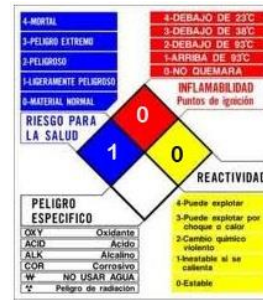 4-MORTAL
3-PELIGRO EXTREMO
2-PELIGROSO
1-LIGERAMENTE PELIGROSO
0-MATERIAL NORMAL
RIESGO PARA
LA SALUD
4-DEBAJO DE 23°C
3-DEBAJO DE 38°C
2-DEBAJO DE 93°C
1-ARRIBA DE 93°C
0-NO QUEMARA
INFLAMABILIDAD
Puntos de ignición
0
1
0
REACTIVIDAD
4-Puede explotar
3-Puede explotar por
choque o calor
2-Cambio quimico
violento
1-Inestable si se
calienta
0-Estable
PELIGRO
ESPECIFICO
OXY Oxidante
ACID Acido
ALK Alcalino
COR Corrosivo
W NO USAR AGUA
Peligro de radiación